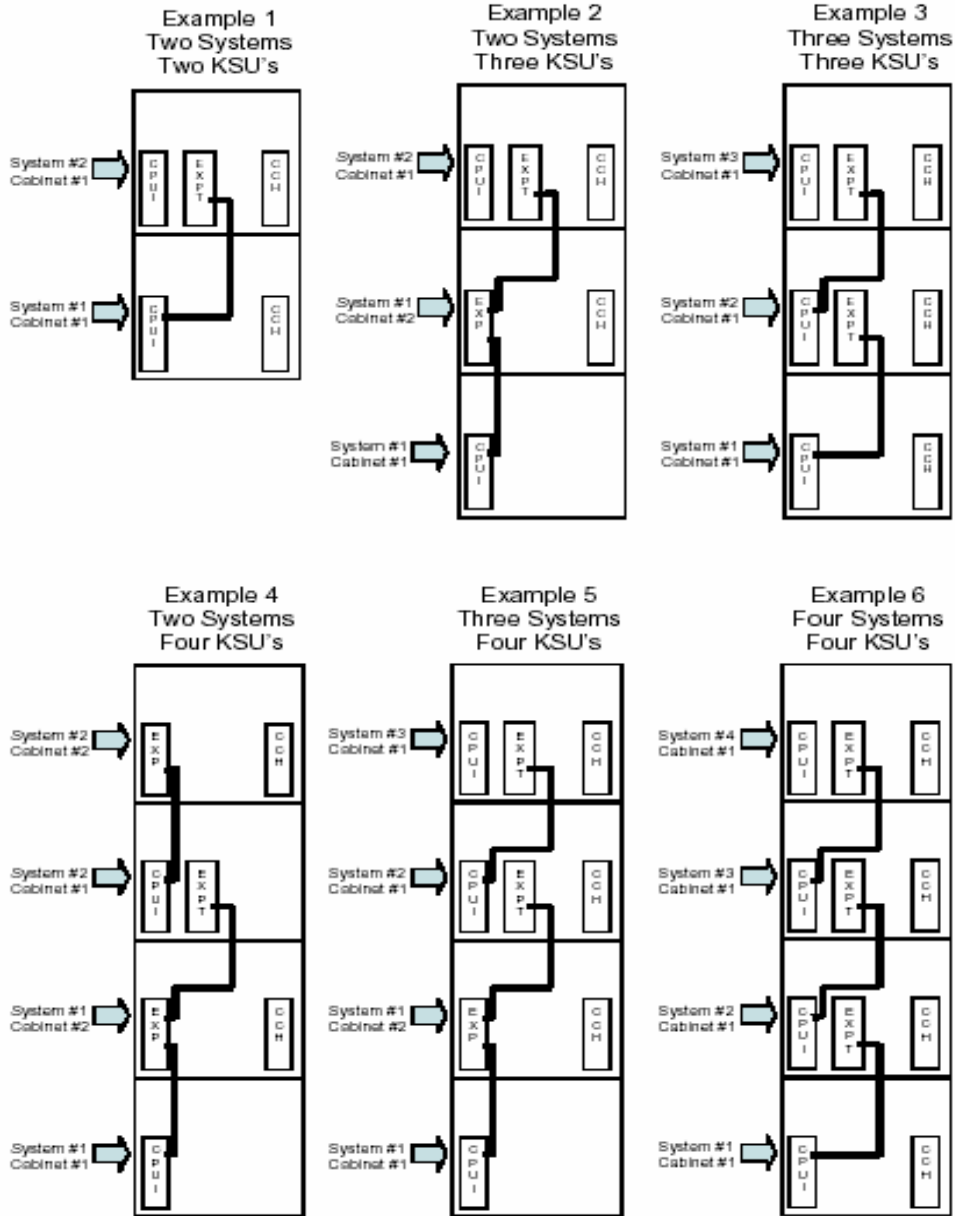 Example 1
Two Systems
Two KSU's
System #2
Cabinet #1
CPUI
EXPT
CCH
System #1
Cabinet #1
CPUI
CCH
Example 2
Two Systems
Three KSU's
System #2
Cabinet #1
CPUI
EXPT
CCH
System #1
Cabinet #2
EXP
CCH
System #1
Cabinet #1
CPUI
Example 3
Three Systems
Three KSU's
System #3
Cabinet #1
CPUI
EXPT
CCH
System #2
Cabinet #1
CPUI
EXPT
CCH
System #1
Cabinet #1
CPUI
CCH
Example 4
Two Systems
Four KSU's
System #2
Cabinet #2
EXP
CCH
System #2
Cabinet #1
CPUI
EXPT
System #1
Cabinet #2
EXP
CCH
System #1
Cabinet #1
CPUI
Example 5
Three Systems
Four KSU's
System #3
Cabinet #1
CPUI
EXPT
CCH
System #2
Cabinet #1
CPUI
EXPT
CCH
System #1
Cabinet #2
EXP
CCH
System #1
Cabinet #1
CPUI
Example 6
Four Systems
Four KSU's
System #4
Cabinet #1
CPUI
EXPT
CCH
System #3
Cabinet #1
CPUI
EXPT
CCH
System #2
Cabinet #1
CPUI
EXPT
CCH
System #1
Cabinet #1
CPUI
CCH